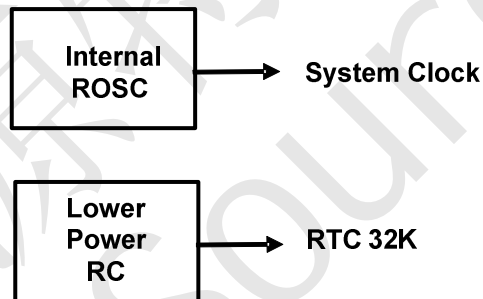 Internal
ROSC
System Clock
Lower
Power
RC
RTC 32K